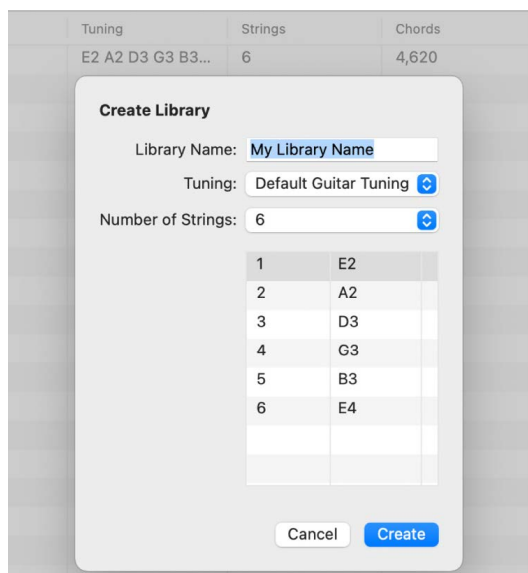 Tuning Strings Chords
E2 A2 D3 G3 B3... 6 4,620
Create Library
Library Name: My Library Name
Tuning: Default Guitar Tuning
Number of Strings: 6
1 E2
2 A2
3 D3
4 G3
5 B3
6 E4
Cancel Create